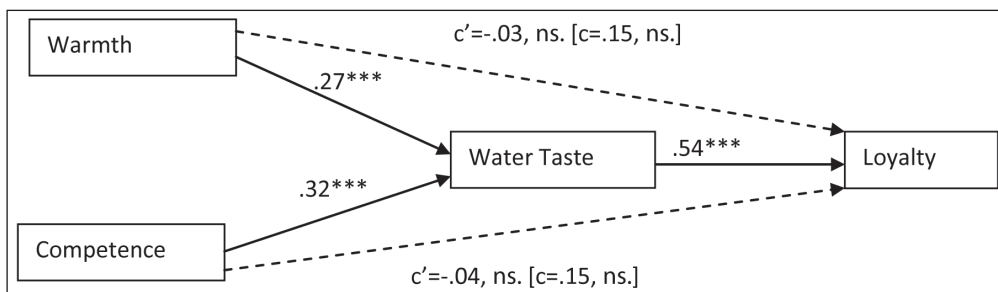 Warmth
c’=-.03, ns. [c=.15, ns.]
.27***
Water Taste
.54***
Loyalty
.32***
Competence
c’=-.04, ns. [c=.15, ns.]